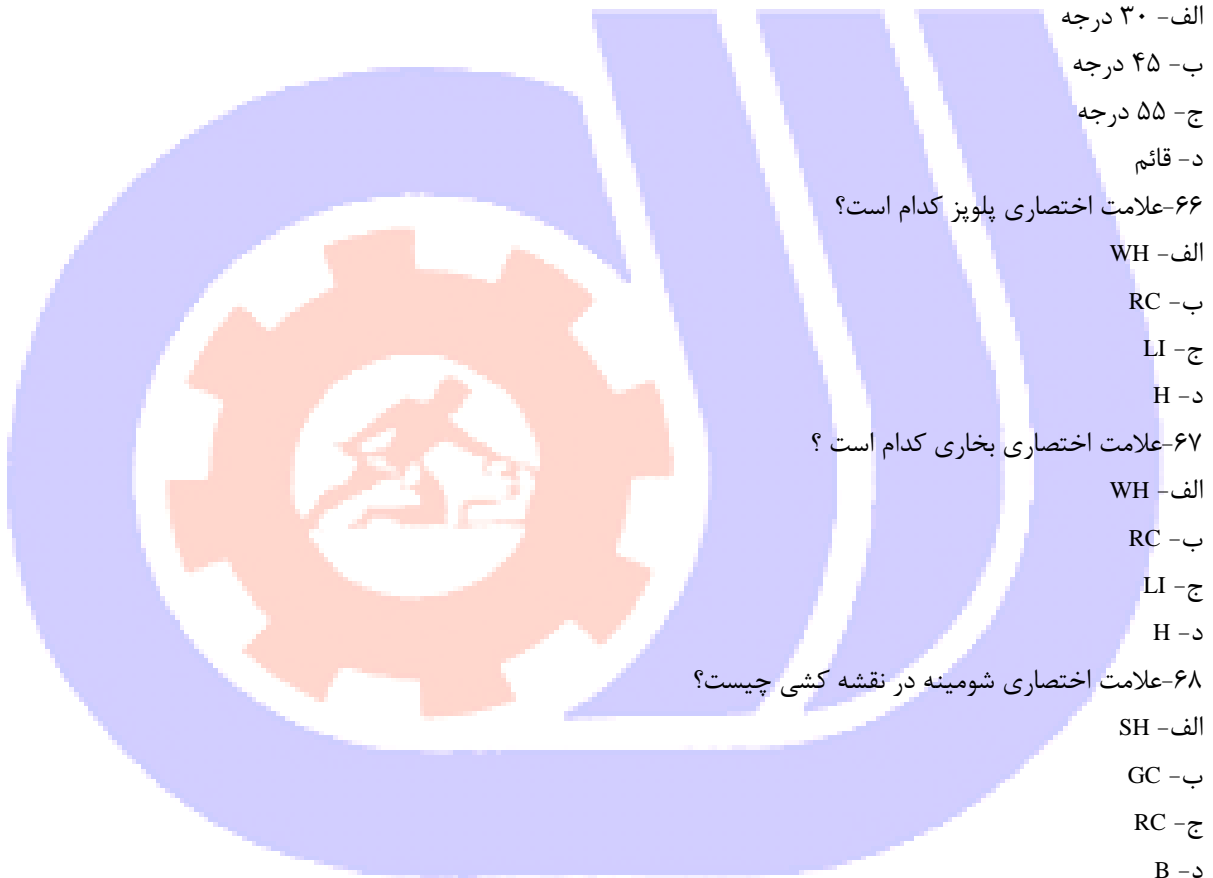 الف- ۳۰ درجه
ب- ۴۵ درجه
ج- ۵۵ درجه
د- قائم
۶۶-علامت اختصاری پلوپز کدام است؟
الف- WH
ب- RC
ج- LI
د- H
۶۷-علامت اختصاری بخاری کدام است ؟
الف- WH
ب- RC
ج- LI
د- H
۶۸-علامت اختصاری شومینه در نقشه کشی چیست؟
الف- SH
ب- GC
ج- RC
د- B